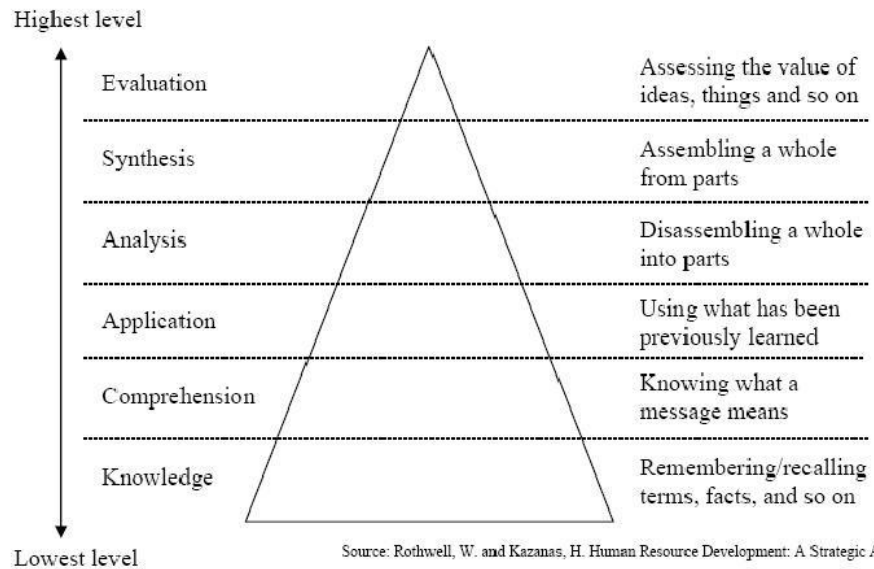 Highest level
Evaluation
Assessing the value of
ideas, things and so on
Synthesis
Assembling a whole
from parts
Analysis
Disassembling a whole
into parts
Application
Using what has been
previously learned
Comprehension
Knowing what a
message means
Knowledge
Remembering/recalling
terms, facts, and so on
Lowest level
Source: Rothwell, W. and Kazanas, H. Human Resource Development: A Strategic A